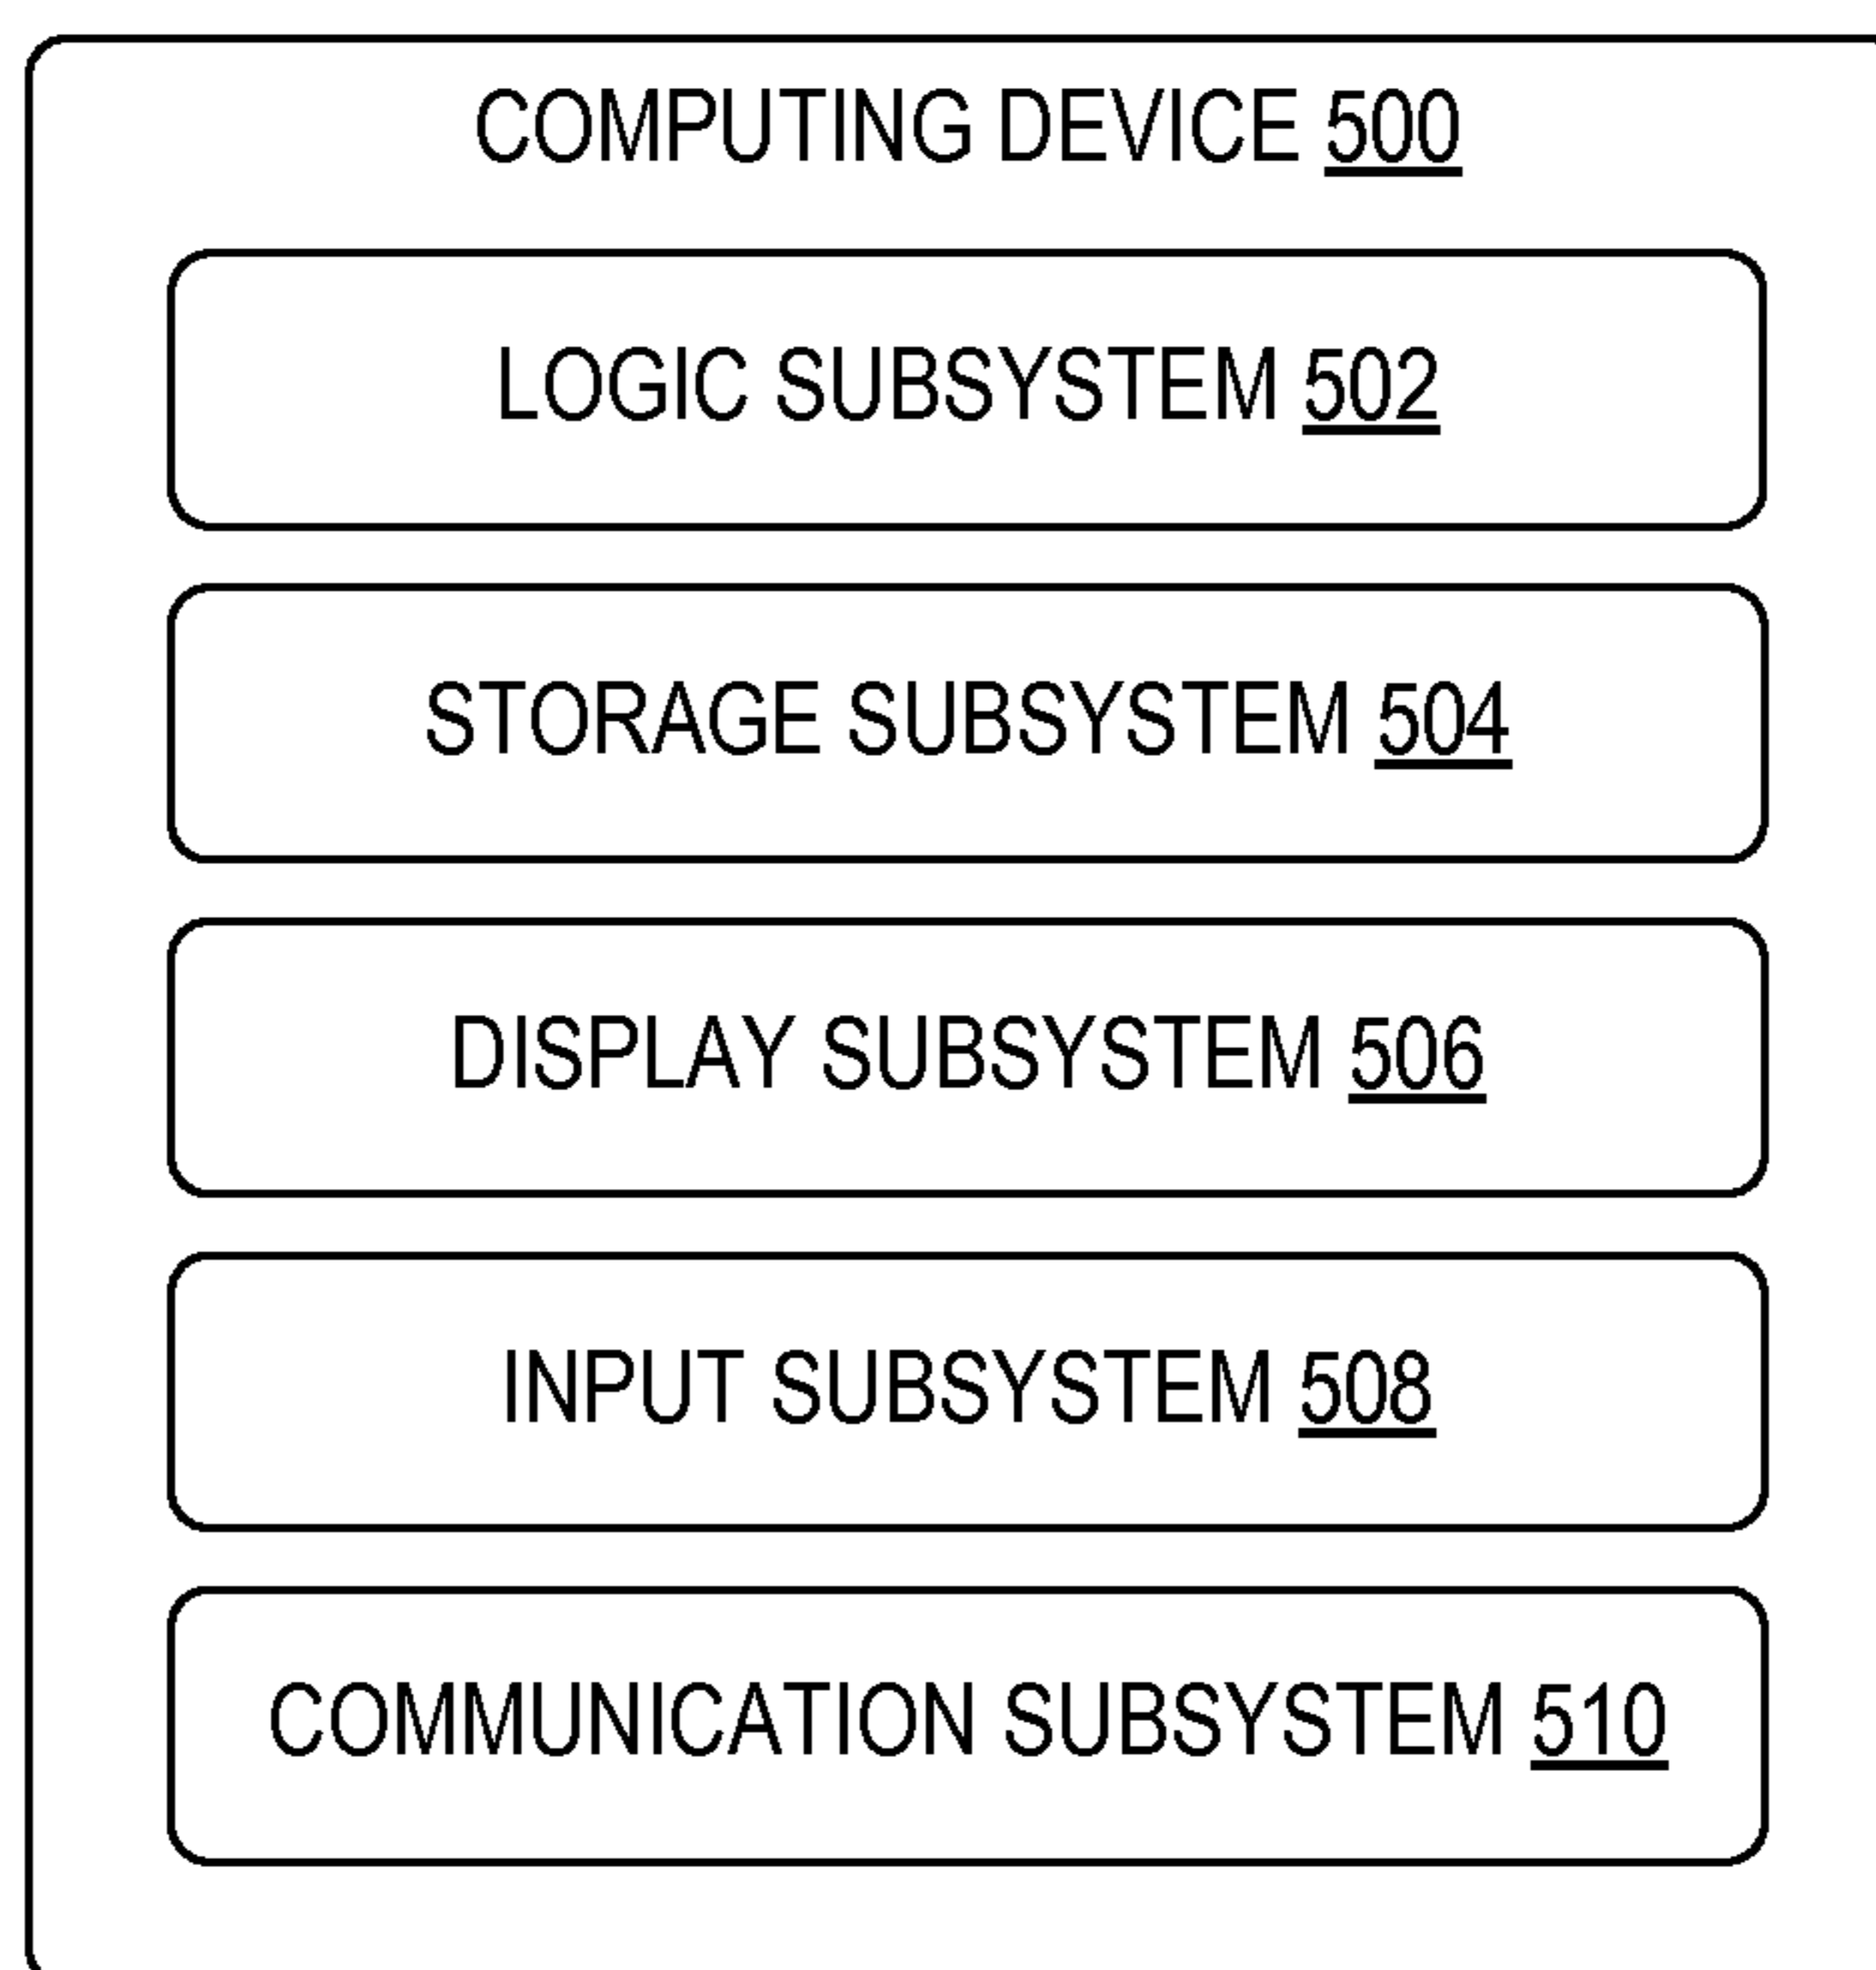 COMPUTING DEVICE 500
LOGIC SUBSYSTEM 502
STORAGE SUBSYSTEM 504
DISPLAY SUBSYSTEM 506
INPUT SUBSYSTEM 508
COMMUNICATION SUBSYSTEM 510